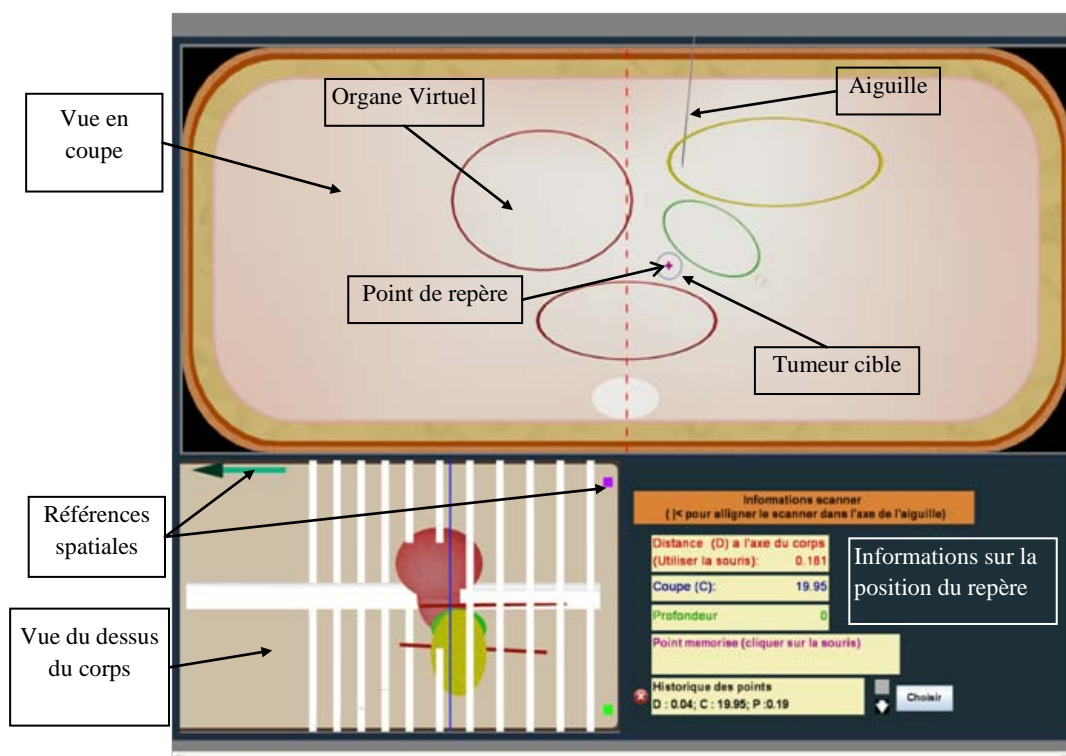 Organe Virtuel
Aiguille
Vue en
coupe
Point de repère
Tumeur cible
Références
spatiales
Vue du dessus
du corps
Informations scanner
( |< pour alligner le scanner dans l'axe de l'aiguille)
Distance (D) a l'axe du corps
(Utiliser la souris): 0.181
Coupe (C): 19.95
Profondeur 0
Point memorise (cliquer sur la souris)
Historique des points
D : 0.04; C : 19.95; P :0.19
Choisir
Informations sur la
position du repère